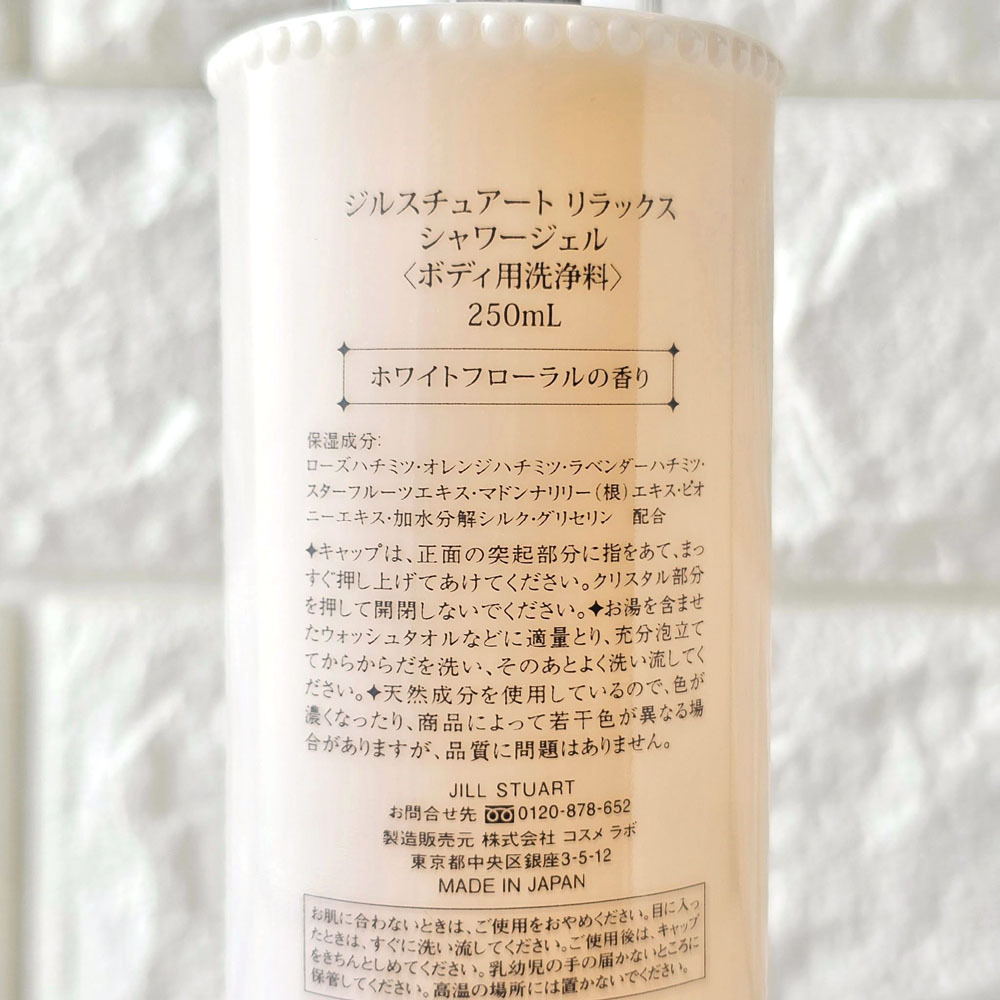 ジルスチュアート リラックス
シャワージェル
〈ボディ用洗浄料〉
250mL
ホワイトフローラルの香り
保湿成分:
ローズハチミツ・オレンジハチミツ・ラベンダーハチミツ・
スターフルーツエキス・マドンナリリー(根)エキス・ピオ
ニーエキス・加水分解シルク・グリセリン 配合
✦キャップは、正面の突起部分に指をあて、まっ
すぐ押し上げてあけてください。クリスタル部分
を押して開閉しないでください。✦お湯を含ませ
たウォッシュタオルなどに適量とり、充分泡立て
てからからだを洗い、そのあとよく洗い流してく
ださい。✦天然成分を使用しているので、色が
濃くなったり、商品によって若干色が異なる場
合がありますが、品質に問題はありません。
JILL STUART
お問合せ先 0120-878-652
製造販売元 株式会社 コスメ ラボ
東京都中央区銀座3-5-12
MADE IN JAPAN
お肌に合わないときは、ご使用をおやめください。目に入っ
たときは、すぐに洗い流してください。ご使用後は、キャップ
をきちんとしめてください。乳幼児の手の届かないところに
保管してください。高温の場所には置かないでください。